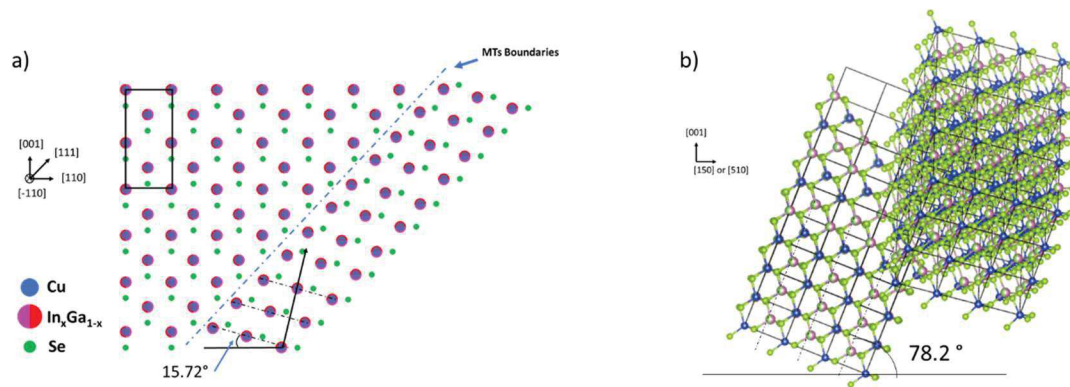 a)
MTs Boundaries
[001]
[111]
[110]
[-110]
Cu
InₓGa₁₋ₓ
Se
15.72°
b)
[001]
[150] or [510]
78.2 °